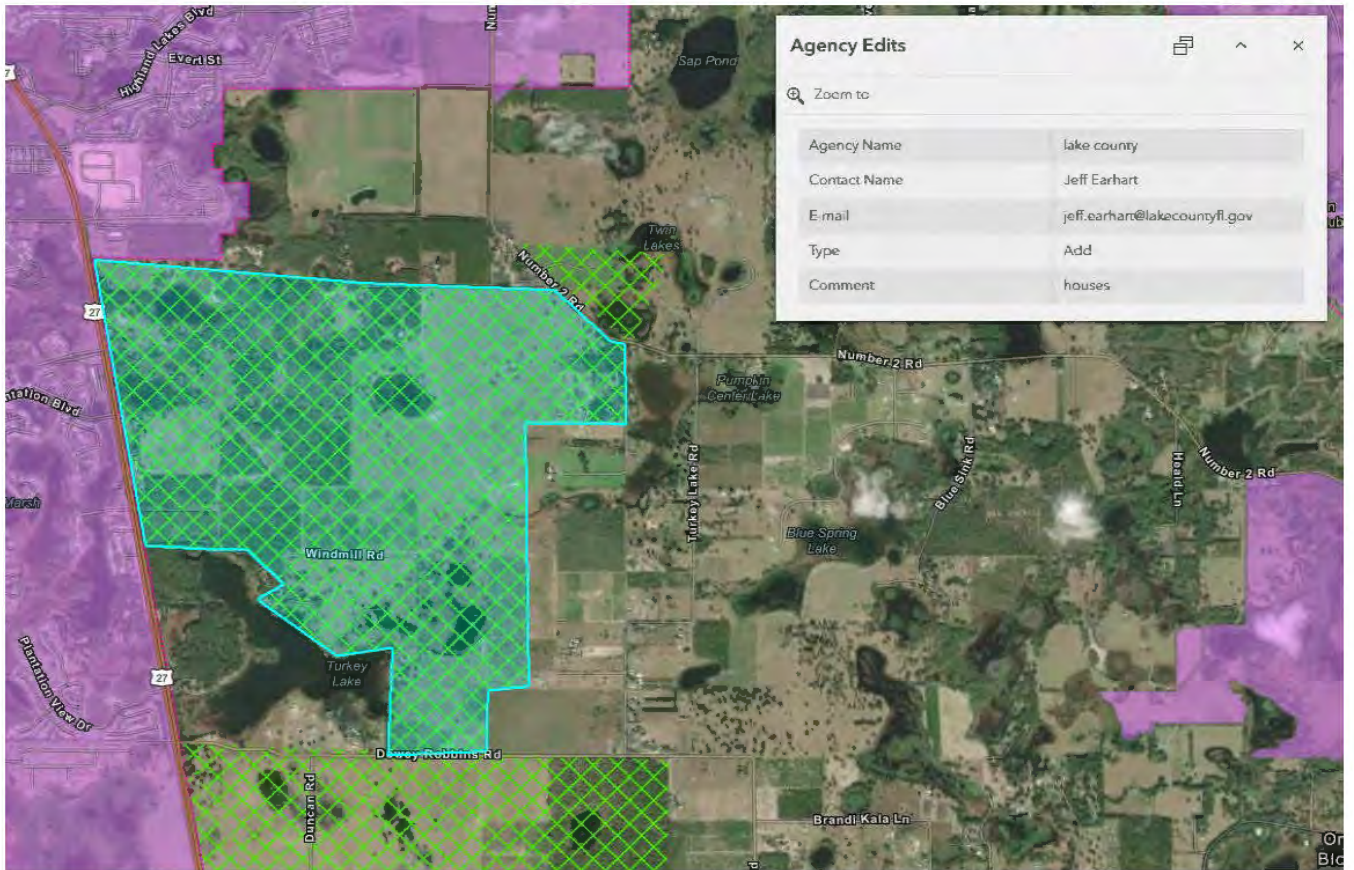 Agency Edits
Zoom to
Agency Name lake county
Contact Name Jeff Earhart
E-mail jeff.earhart@lakecountyfl.gov
Type Add
Comment houses
Highland Lakes Blvd
Evert St
Sap Pond
7
Twin
Lakes
Number 2 Rd
27
Number 2 Rd
Pumpkin
Center Lake
ntation Blvd
Turkey Lake Rd
Blue Sink Rd
Heald Ln
Number 2 Rd
Marsh
Blue Spring
Lake
Windmill Rd
Plantation View Dr
27
Turkey
Lake
Dewey Robbins Rd
Duncan Rd
Brandi Kala Ln